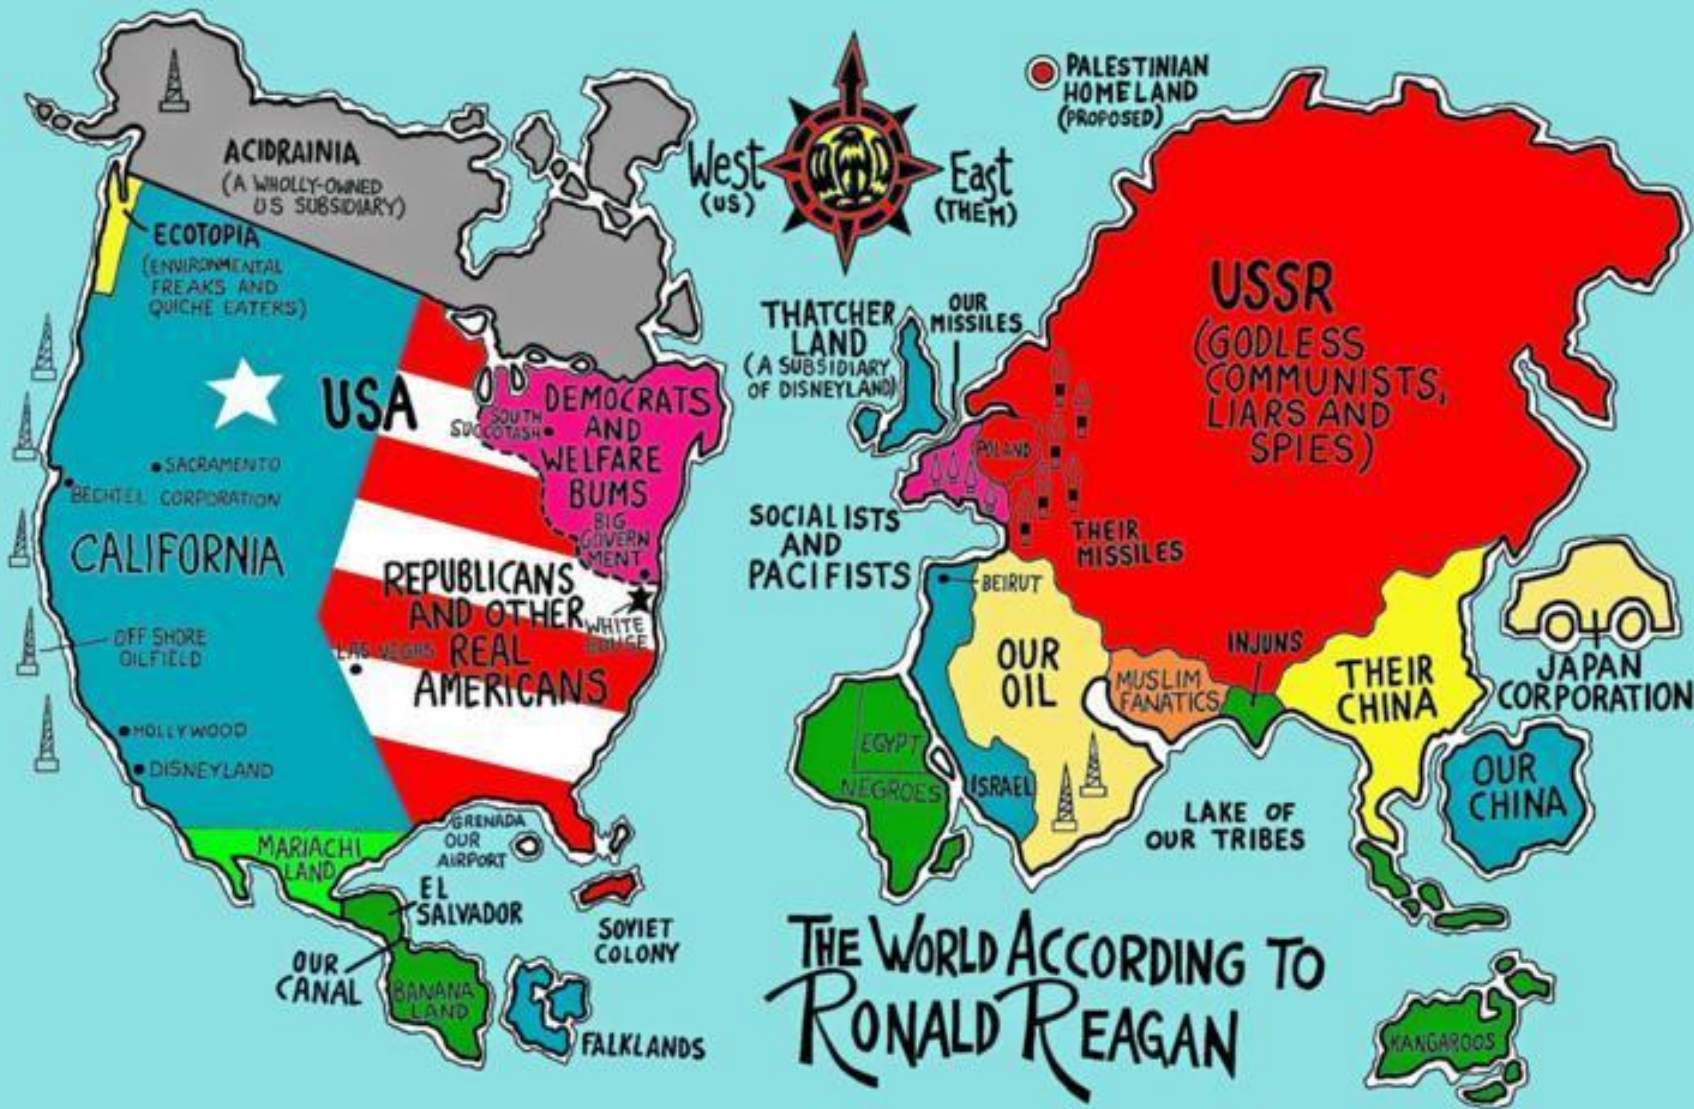 ACIDRAINIA
(A WHOLLY-OWNED
US SUBSIDIARY)
ECOTOPIA
(ENVIRONMENTAL
FREAKS AND
QUICHE EATERS)
USA
SACRAMENTO
BECHTEL CORPORATION
CALIFORNIA
OFF SHORE
OILFIELD
HOLLYWOOD
DISNEYLAND
DEMOCRATS
AND
WELFARE
BUMS
SOUTH
SUCCOTASH
BIG
GOVERN
MENT
REPUBLICANS
AND OTHER
REAL
AMERICANS
WHITE
HOUSE
LAS VEGAS
MARIACHI
LAND
GRENADA
OUR
AIRPORT
EL
SALVADOR
SOVIET
COLONY
OUR
CANAL
BANANA
LAND
FALKLANDS
West
(US)
East
(THEM)
PALESTINIAN
HOMELAND
(PROPOSED)
THATCHER
LAND
(A SUBSIDIARY
OF DISNEYLAND)
OUR
MISSILES
USSR
(GODLESS
COMMUNISTS,
LIARS AND
SPIES)
POLAND
SOCIALISTS
AND
PACIFISTS
THEIR
MISSILES
BEIRUT
OUR
OIL
MUSLIM
FANATICS
INJUNS
THEIR
CHINA
JAPAN
CORPORATION
EGYPT
NEGROES
ISRAEL
LAKE OF
OUR TRIBES
OUR
CHINA
KANGAROOS
THE WORLD ACCORDING TO
RONALD REAGAN